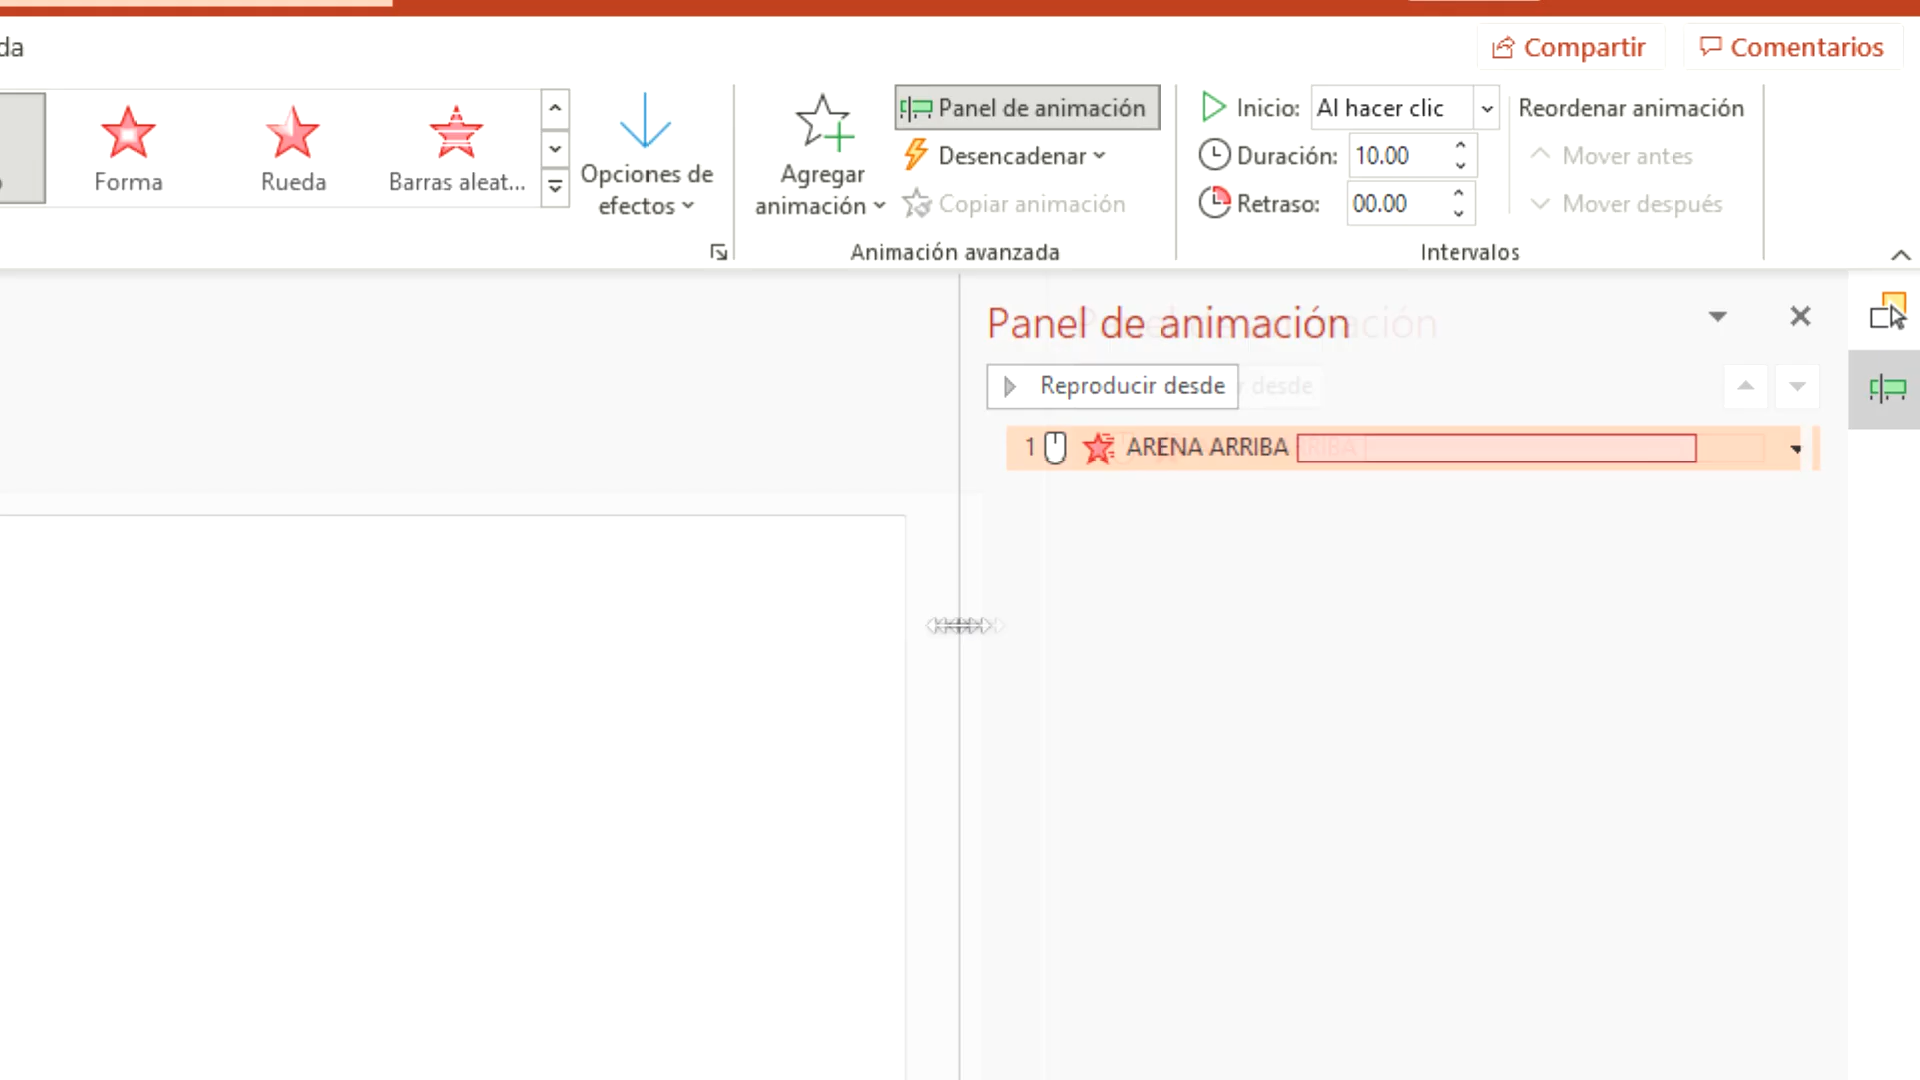 da
Compartir
Comentarios
Forma
Rueda
Barras aleat...
Opciones de
efectos
Agregar
animación
Panel de animación
Desencadenar
Copiar animación
Animación avanzada
Inicio: Al hacer clic
Duración: 10.00
Retraso: 00.00
Reordenar animación
Mover antes
Mover después
Intervalos
Panel de animación
Reproducir desde
1 ARENA ARRIBA